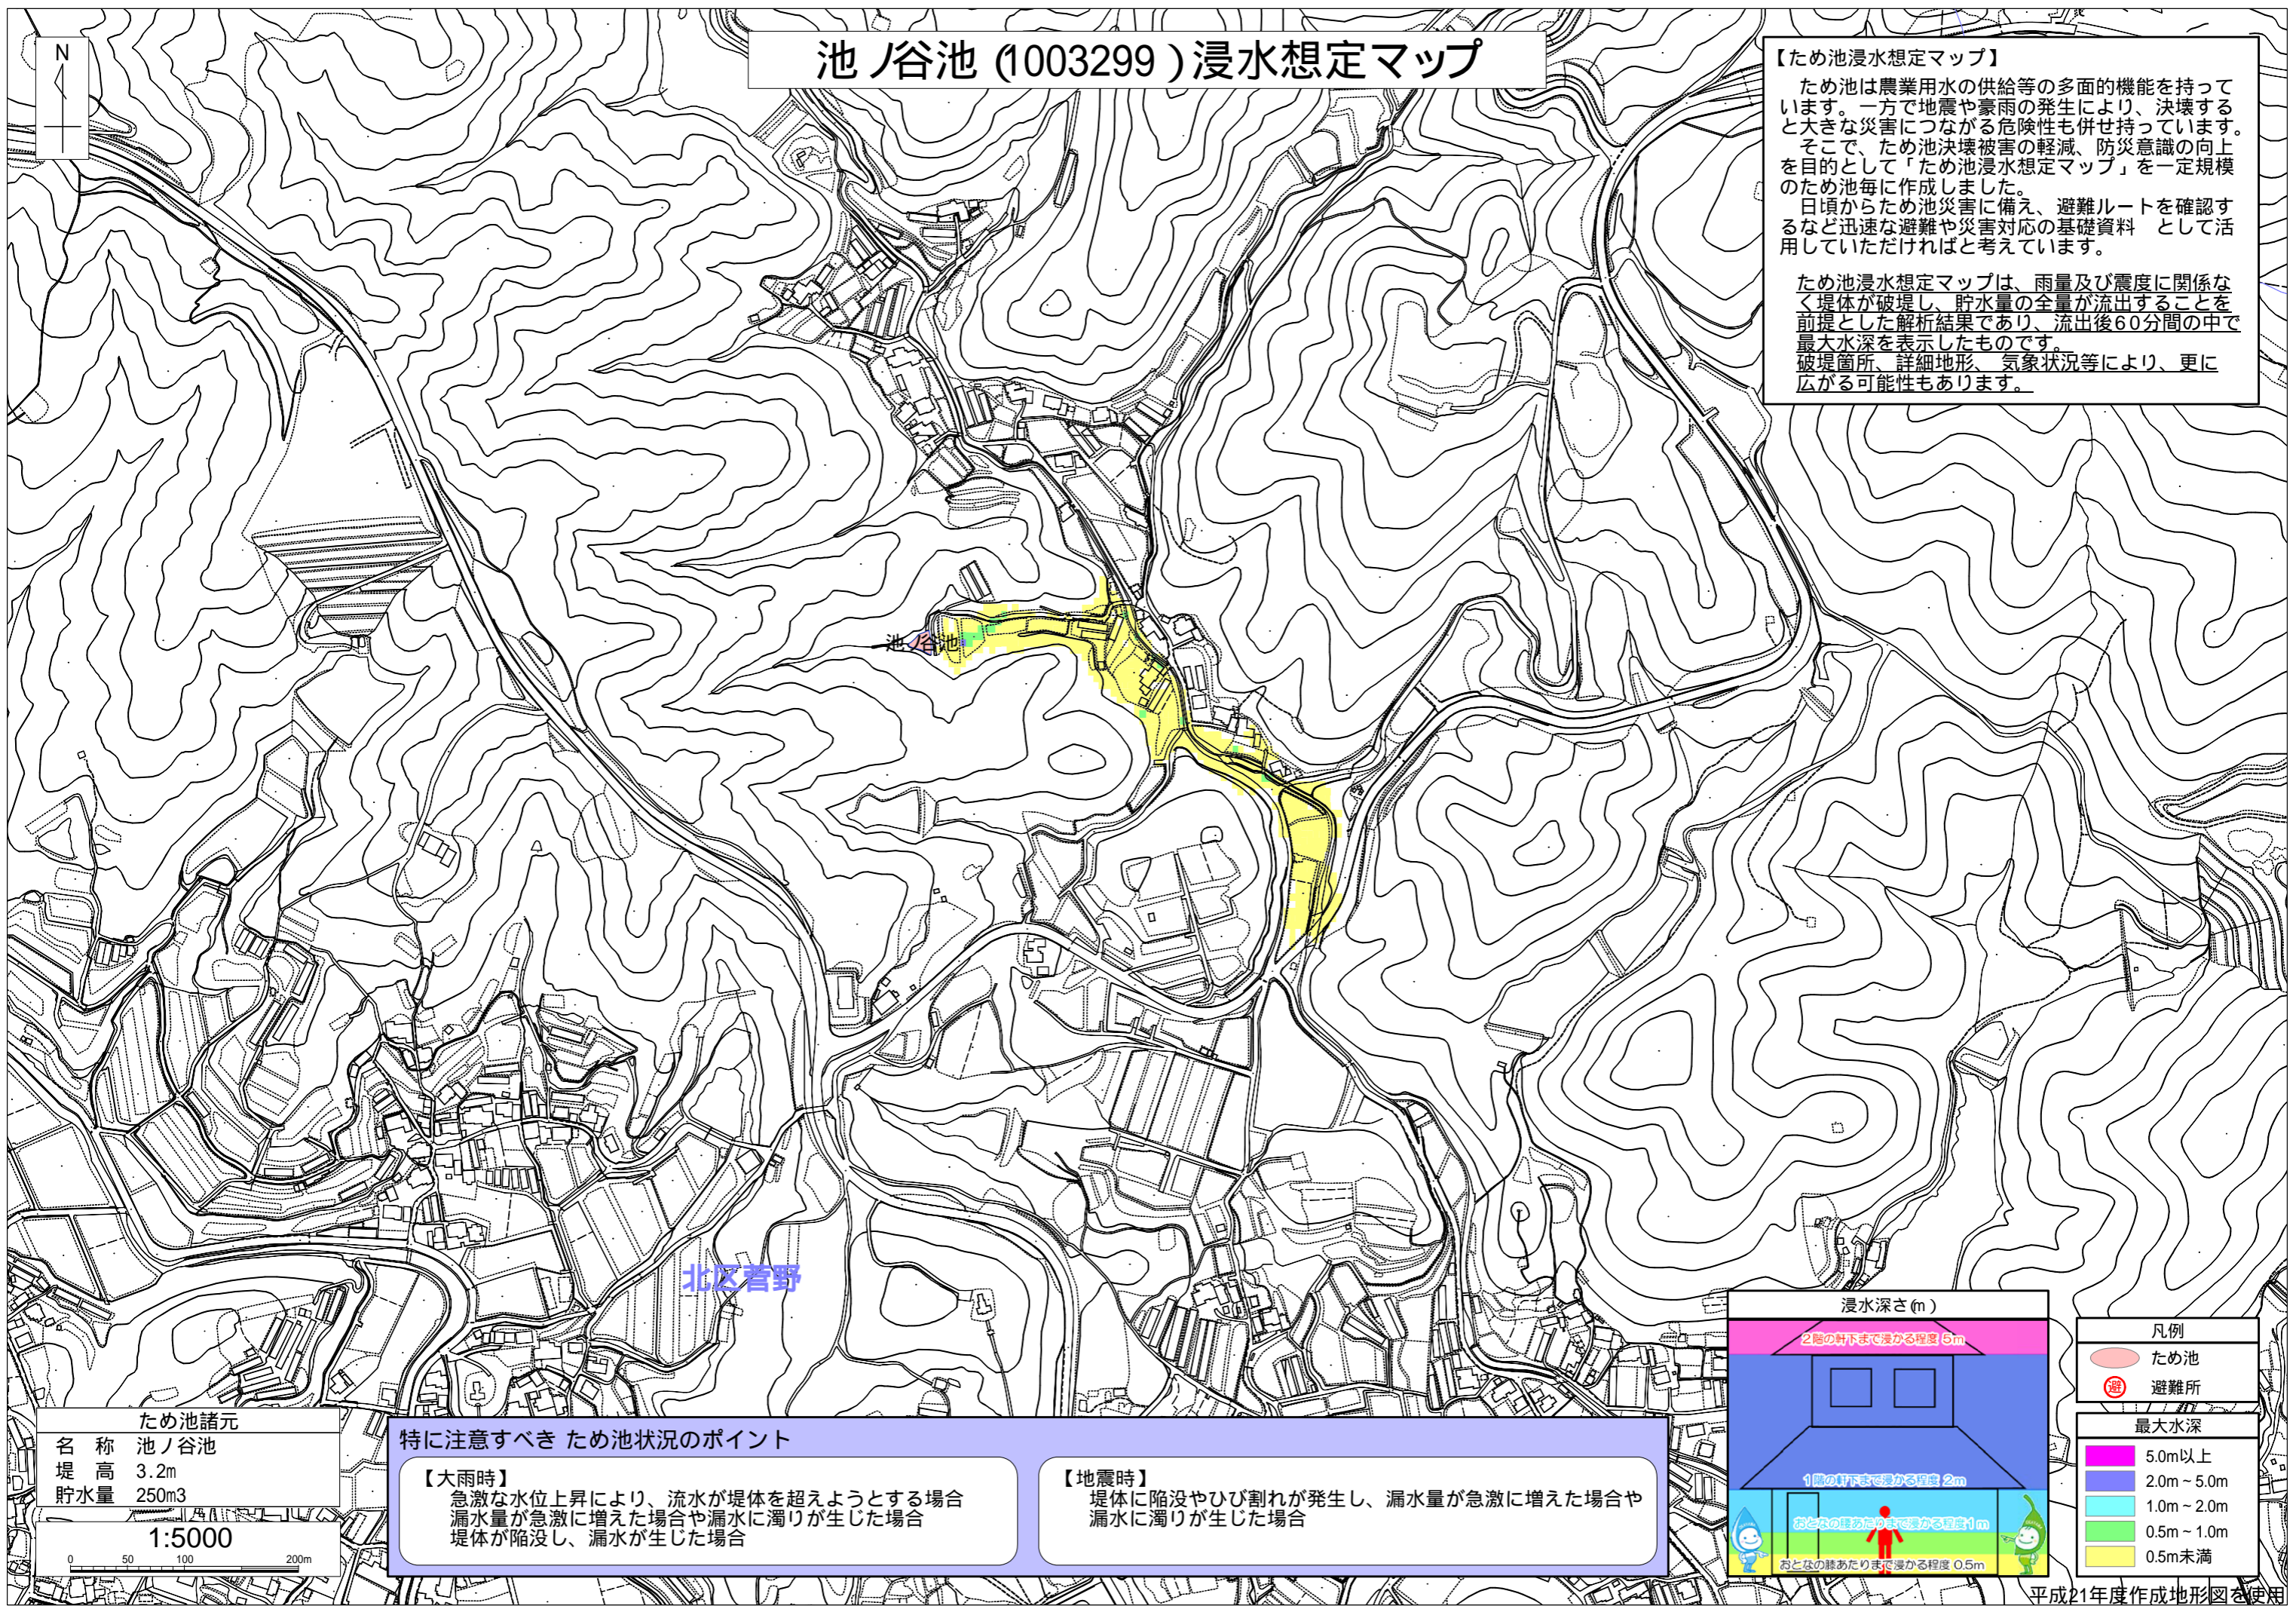 N
池ノ谷池(1003299)浸水想定マップ
【ため池浸水想定マップ】
ため池は農業用水の供給等の多面的機能を持って
います。一方で地震や豪雨の発生により、決壊する
と大きな災害につながる危険性も併せ持っています。
そこで、ため池決壊被害の軽減、防災意識の向上
を目的として「ため池浸水想定マップ」を一定規模
のため池毎に作成しました。
日頃からため池災害に備え、避難ルートを確認す
るなど迅速な避難や災害対応の基礎資料　として活
用していただければと考えています。
ため池浸水想定マップは、雨量及び震度に関係な
く堤体が破堤し、貯水量の全量が流出することを
前提とした解析結果であり、流出後60分間の中で
最大水深を表示したものです。
破堤箇所、詳細地形、気象状況等により、更に
広がる可能性もあります。
池ノ谷池
北区菅野
ため池諸元
名　称　池ノ谷池
堤　高　3.2m
貯水量　250m3
1:5000
0 50 100 200m
特に注意すべき ため池状況のポイント
【大雨時】
急激な水位上昇により、流水が堤体を超えようとする場合
漏水量が急激に増えた場合や漏水に濁りが生じた場合
堤体が陥没し、漏水が生じた場合
【地震時】
堤体に陥没やひび割れが発生し、漏水量が急激に増えた場合や
漏水に濁りが生じた場合
浸水深さ(m)
2階の軒下まで浸かる程度 5m
1階の軒下まで浸かる程度 2m
おとなの腰あたりまで浸かる程度 1m
おとなの膝あたりまで浸かる程度 0.5m
凡例
ため池
避 避難所
最大水深
5.0m以上
2.0m～5.0m
1.0m～2.0m
0.5m～1.0m
0.5m未満
平成21年度作成地形図を使用